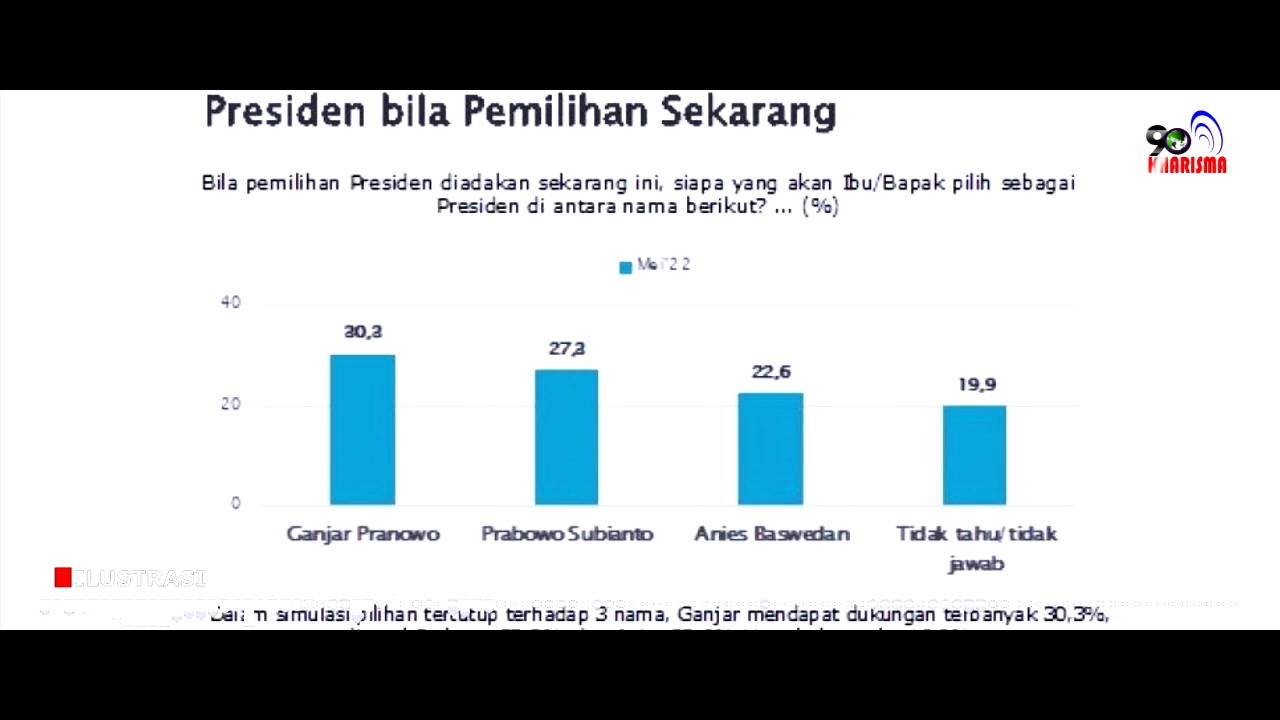 Presiden bila Pemilihan Sekarang
90
KHARISMA
Bila pemilihan Presiden diadakan sekarang ini, siapa yang akan Ibu/Bapak pilih sebagai
Presiden di antara nama berikut? ... (%)
Mei'22
40
30,3
27,3
22,6
19,9
20
0
Ganjar Pranowo
Prabowo Subianto
Anies Baswedan
Tidak tahu/tidak
jawab
ILUSTRASI
Dalam simulasi pilihan tertutup terhadap 3 nama, Ganjar mendapat dukungan terbanyak 30,3%,